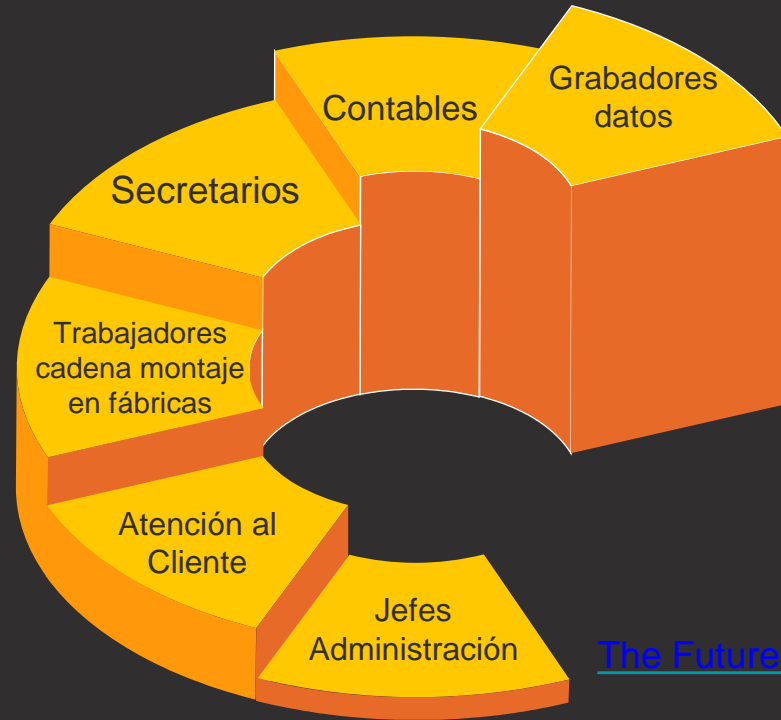 Grabadores
datos
Contables
Secretarios
Trabajadores
cadena montaje
en fábricas
Atención al
Cliente
Jefes
Administración
The Future